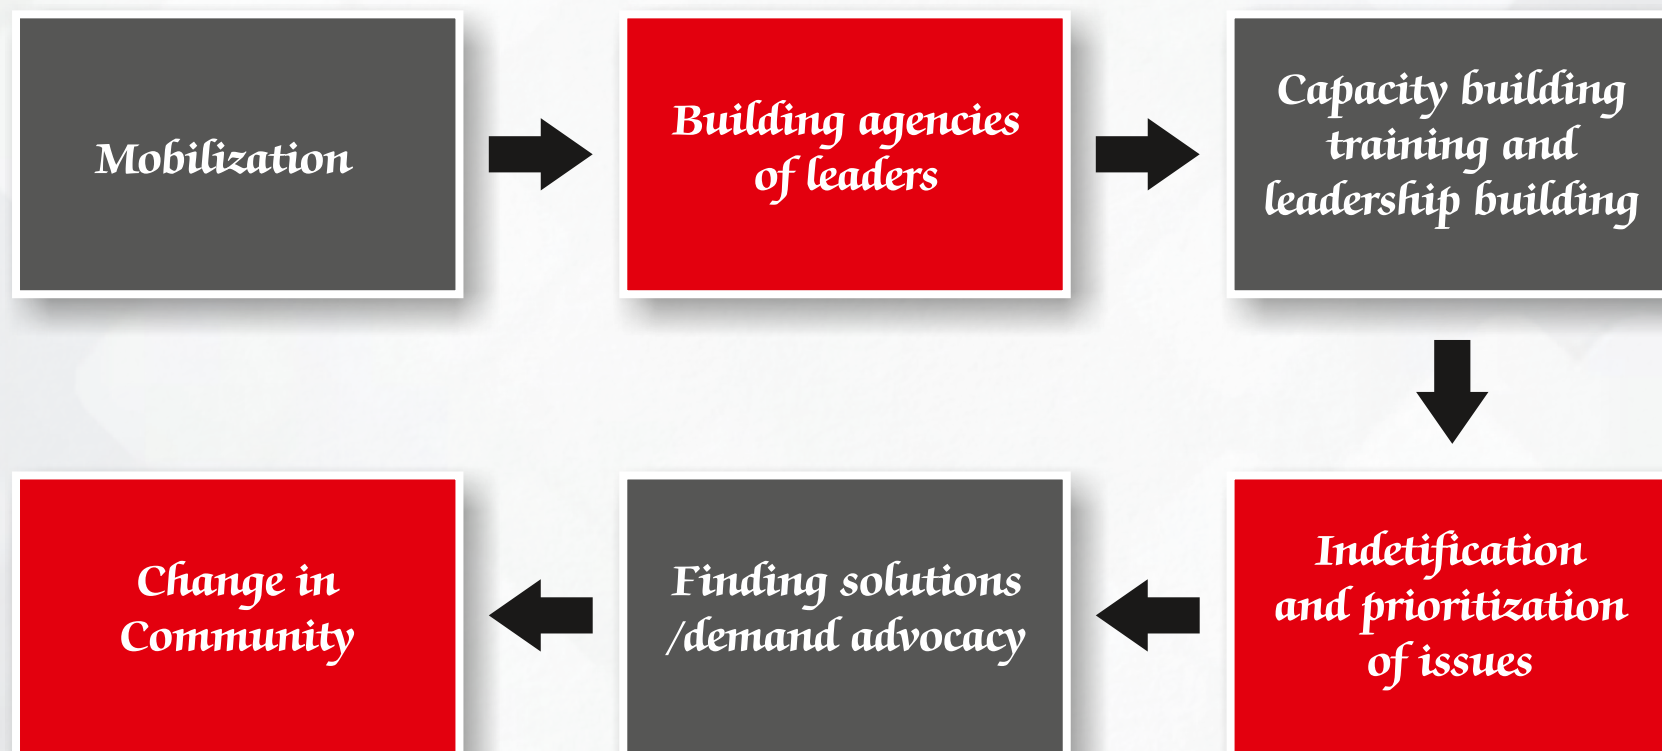 Mobilization
Building agencies
of leaders
Capacity building
training and
leadership building
Indetification
and prioritization
of issues
Finding solutions
/demand advocacy
Change in
Community